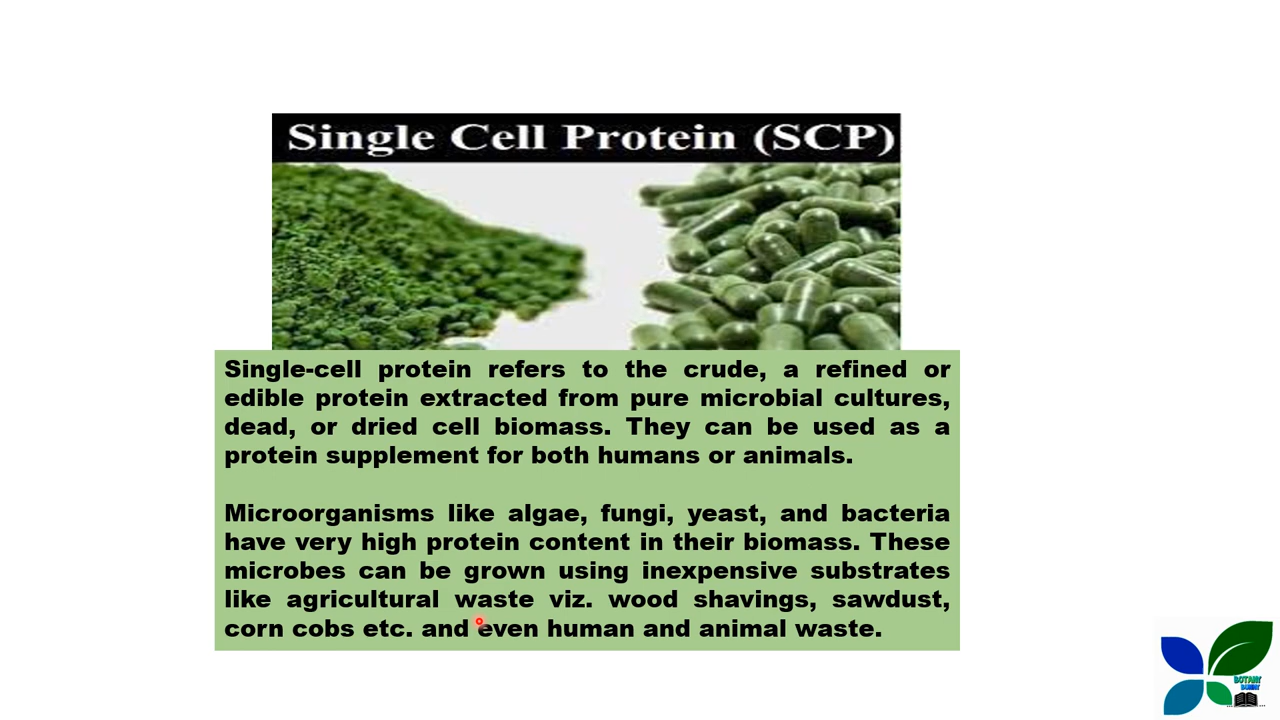 Single Cell Protein (SCP)
Single-cell protein refers to the crude, a refined or
edible protein extracted from pure microbial cultures,
dead, or dried cell biomass. They can be used as a
protein supplement for both humans or animals.
Microorganisms like algae, fungi, yeast, and bacteria
have very high protein content in their biomass. These
microbes can be grown using inexpensive substrates
like agricultural waste viz. wood shavings, sawdust,
corn cobs etc. and even human and animal waste.
BOTANY